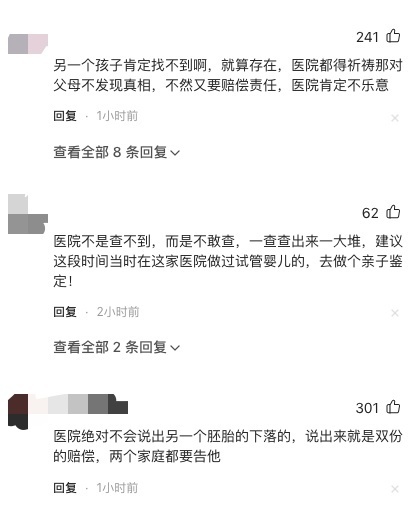 241
另一个孩子肯定找不到啊，就算存在，医院都得祈祷那对
父母不发现真相，不然又要赔偿责任，医院肯定不乐意
回复 · 1小时前
查看全部 8 条回复
62
医院不是查不到，而是不敢查，一查查出来一大堆，建议
这段时间当时在这家医院做过试管婴儿的，去做个亲子鉴
定！
回复 · 2小时前
查看全部 2 条回复
301
医院绝对不会说出另一个胚胎的下落的，说出来就是双份
的赔偿，两个家庭都要告他
回复 · 1小时前